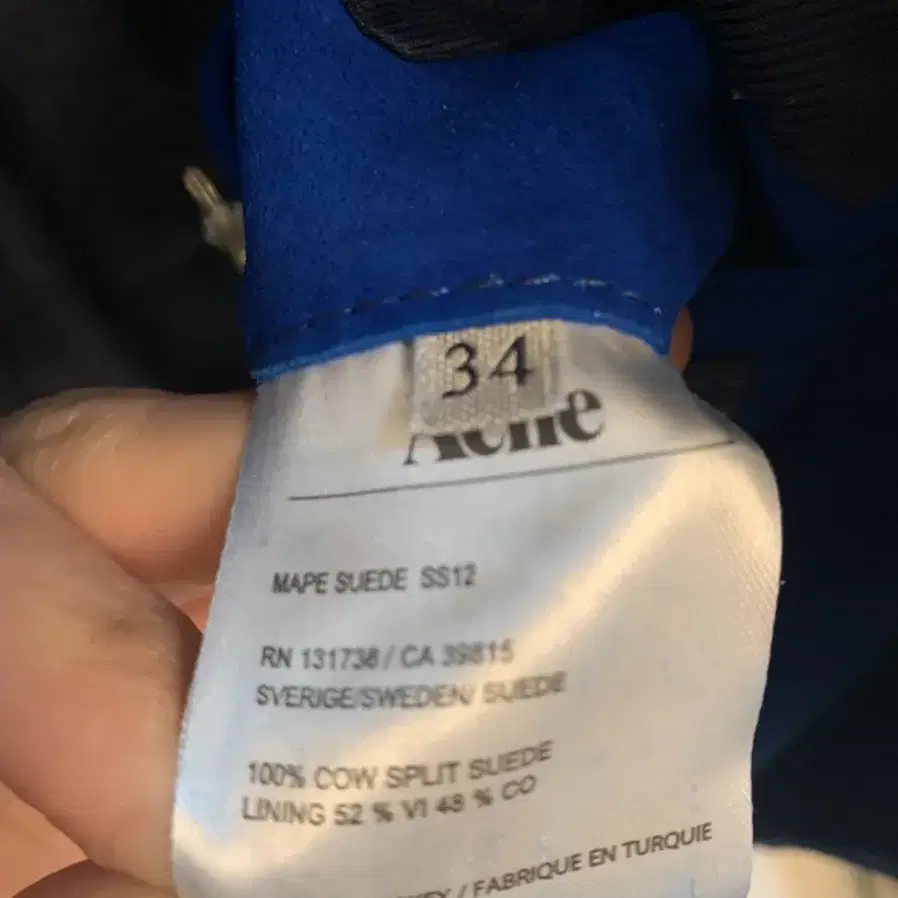 34
Acne
MAPE SUEDE SS12
RN 131738 / CA 39815
SVERIGE/SWEDEN/ SUEDE
100% COW SPLIT SUEDE
LINING 52 % VI 48 % CO
/ FABRIQUE EN TURQUIE